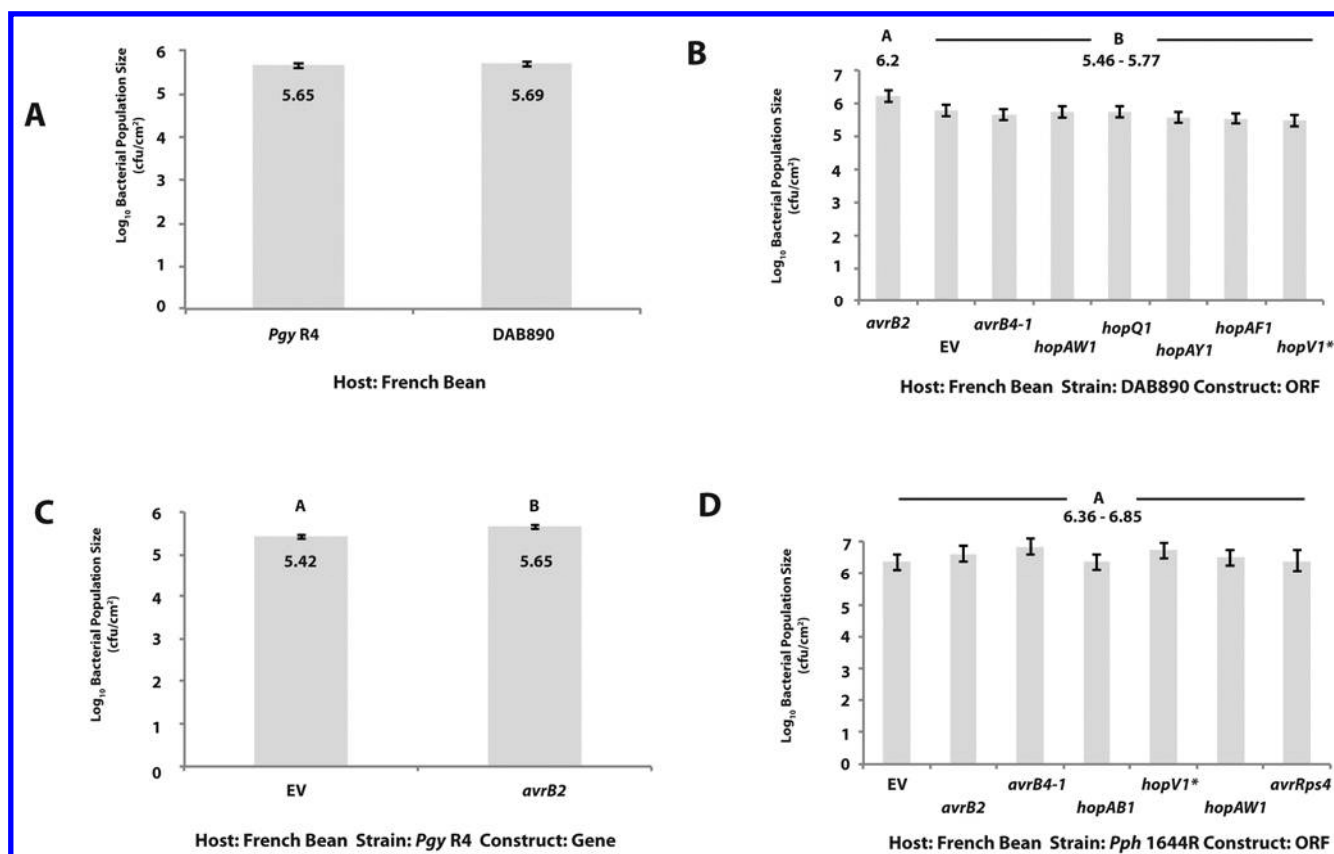 A
Log₁₀ Bacterial Population Size
(cfu/cm²)
6
5
4
3
2
1
0
5.65
5.69
Pgy R4
DAB890
Host: French Bean
B
A
6.2
B
5.46 - 5.77
Log₁₀ Bacterial Population Size
(cfu/cm²)
7
6
5
4
3
2
1
0
avrB2
EV
avrB4-1
hopAW1
hopQ1
hopAY1
hopAF1
hopV1*
Host: French Bean Strain: DAB890 Construct: ORF
C
Log₁₀ Bacterial Population Size
(cfu/cm²)
6
5
4
3
2
1
0
A
5.42
B
5.65
EV
avrB2
Host: French Bean Strain: Pgy R4 Construct: Gene
D
A
6.36 - 6.85
Log₁₀ Bacterial Population Size
(cfu/cm²)
7
6
5
4
3
2
1
0
EV
avrB2
avrB4-1
hopAB1
hopV1*
hopAW1
avrRps4
Host: French Bean Strain: Pph 1644R Construct: ORF